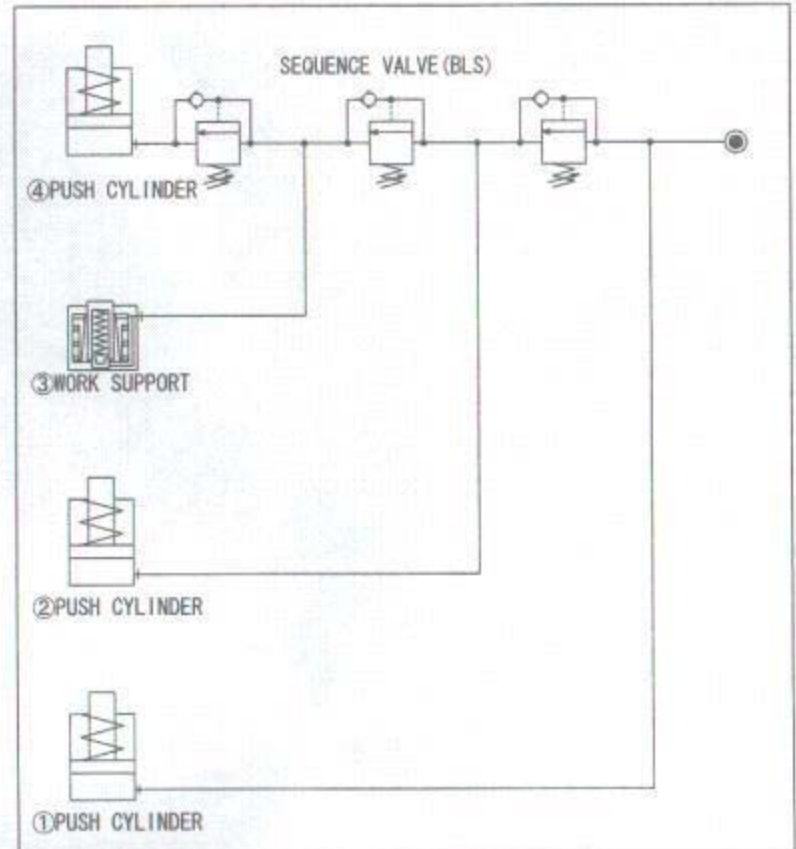 SEQUENCE VALVE(BLS)
④PUSH CYLINDER
③WORK SUPPORT
②PUSH CYLINDER
①PUSH CYLINDER